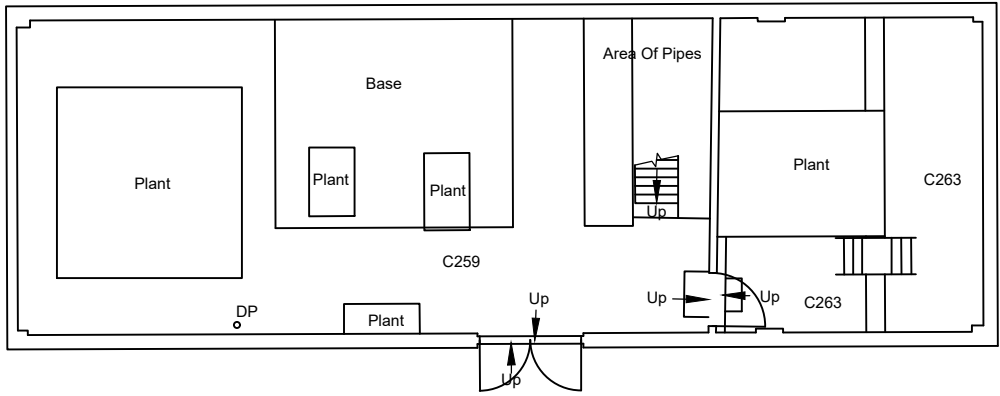 Area Of Pipes
Base
Plant
Plant
Plant
Plant
C263
Up
C259
Up
Up
Up
C263
DP
Plant
Up